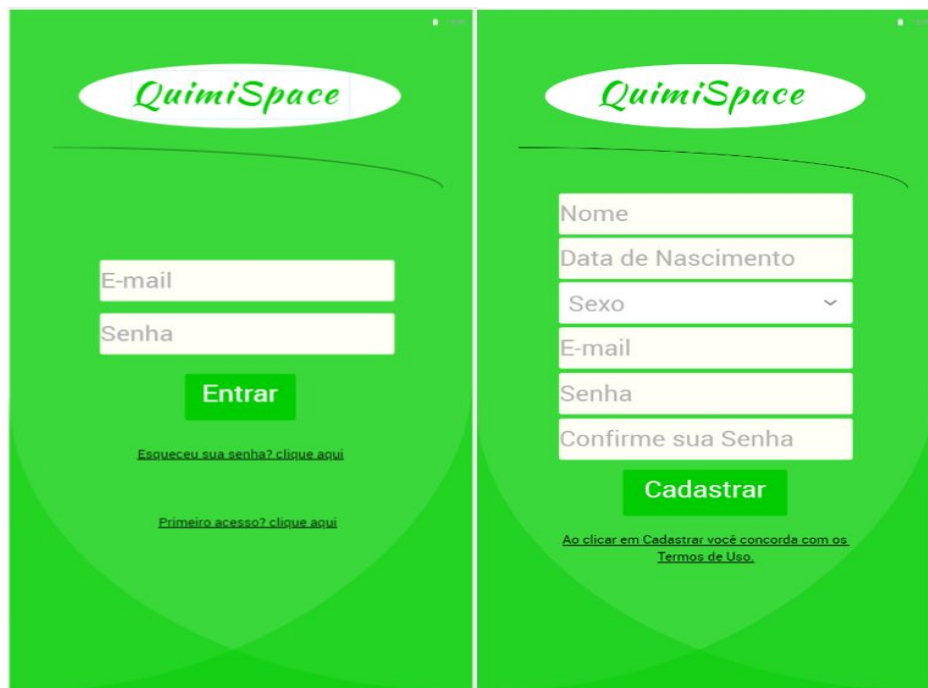 QuimiSpace
E-mail
Senha
Entrar
Esqueceu sua senha? clique aqui
Primeiro acesso? clique aqui
QuimiSpace
Nome
Data de Nascimento
Sexo
E-mail
Senha
Confirme sua Senha
Cadastrar
Ao clicar em Cadastrar você concorda com os
Termos de Uso.